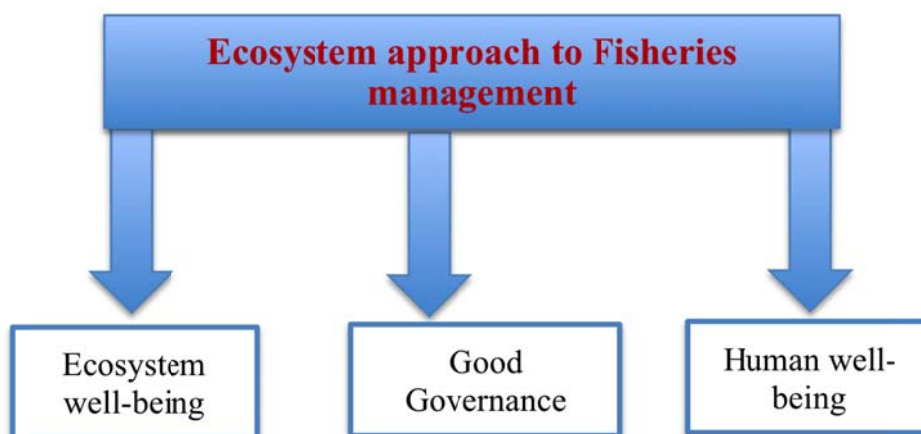 Ecosystem approach to Fisheries
management
Ecosystem
well-being
Good
Governance
Human well-
being